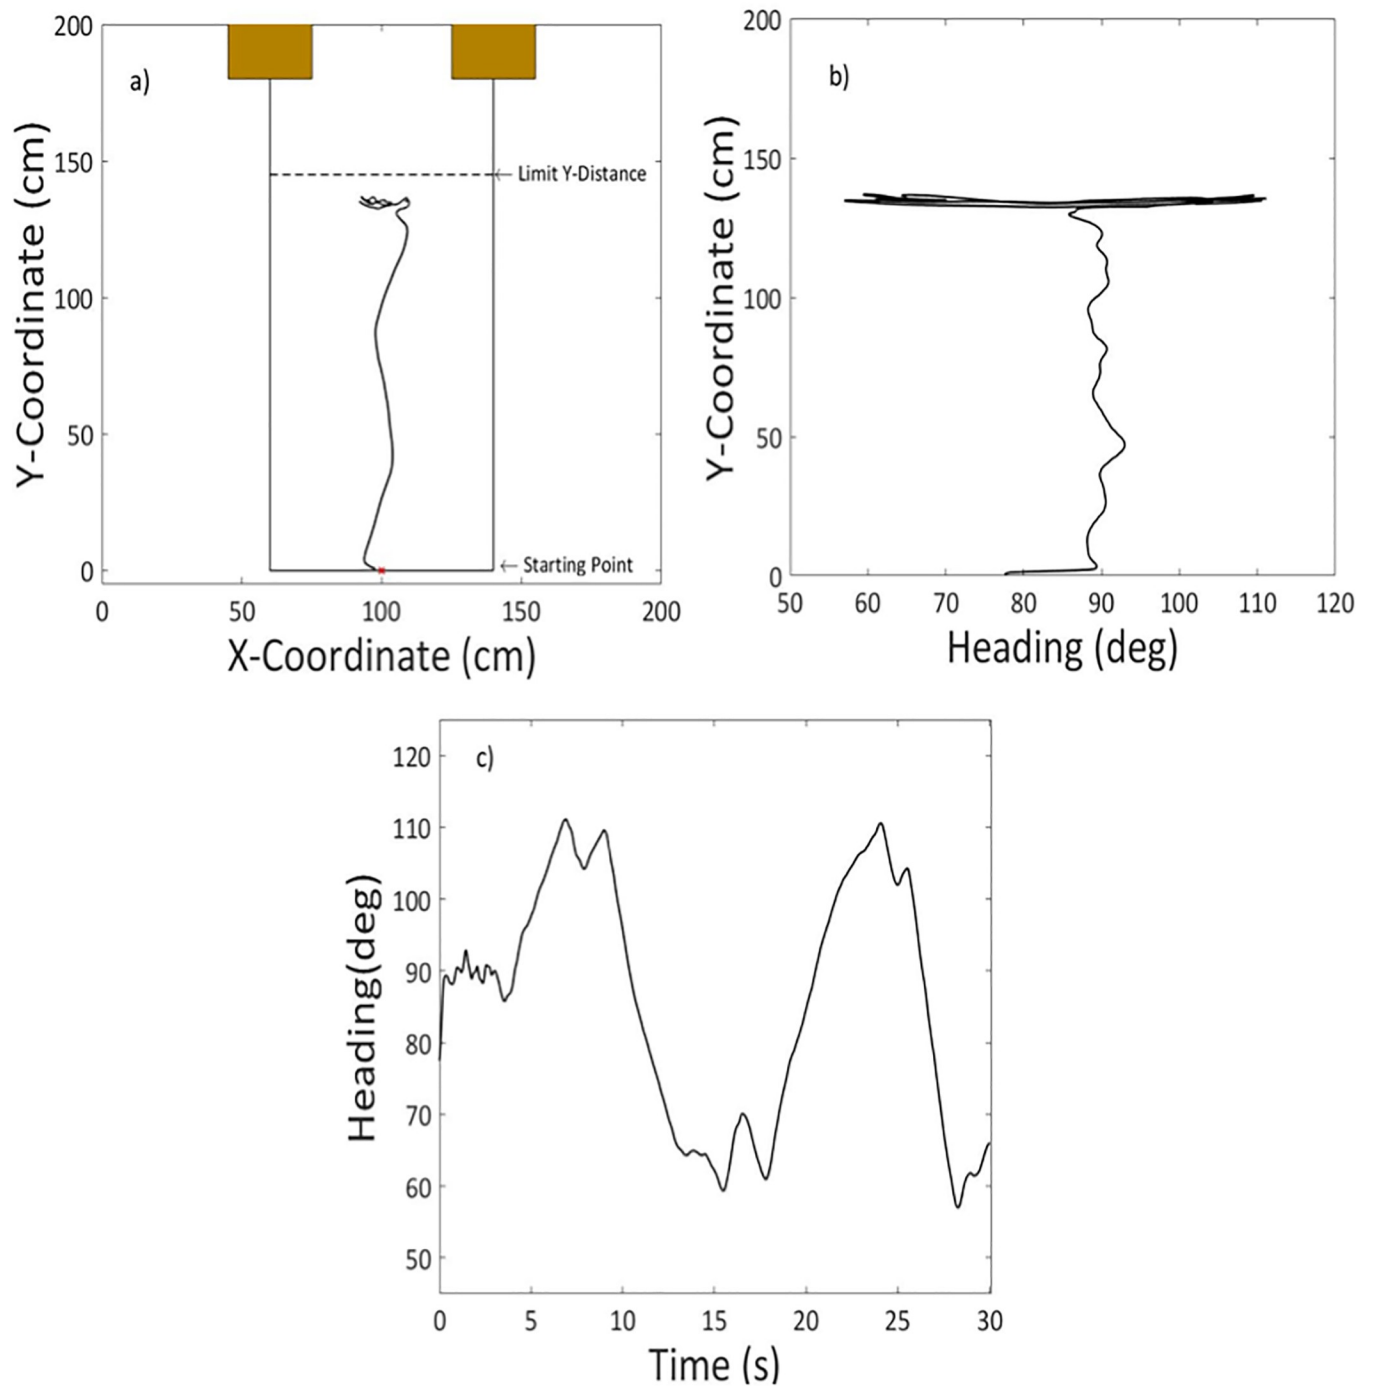 a)
200
150
100
50
0
Y-Coordinate (cm)
← Limit Y-Distance
← Starting Point
0 50 100 150 200
X-Coordinate (cm)
b)
200
150
100
50
0
Y-Coordinate (cm)
50 60 70 80 90 100 110 120
Heading (deg)
c)
120
110
100
90
80
70
60
50
Heading(deg)
0 5 10 15 20 25 30
Time (s)